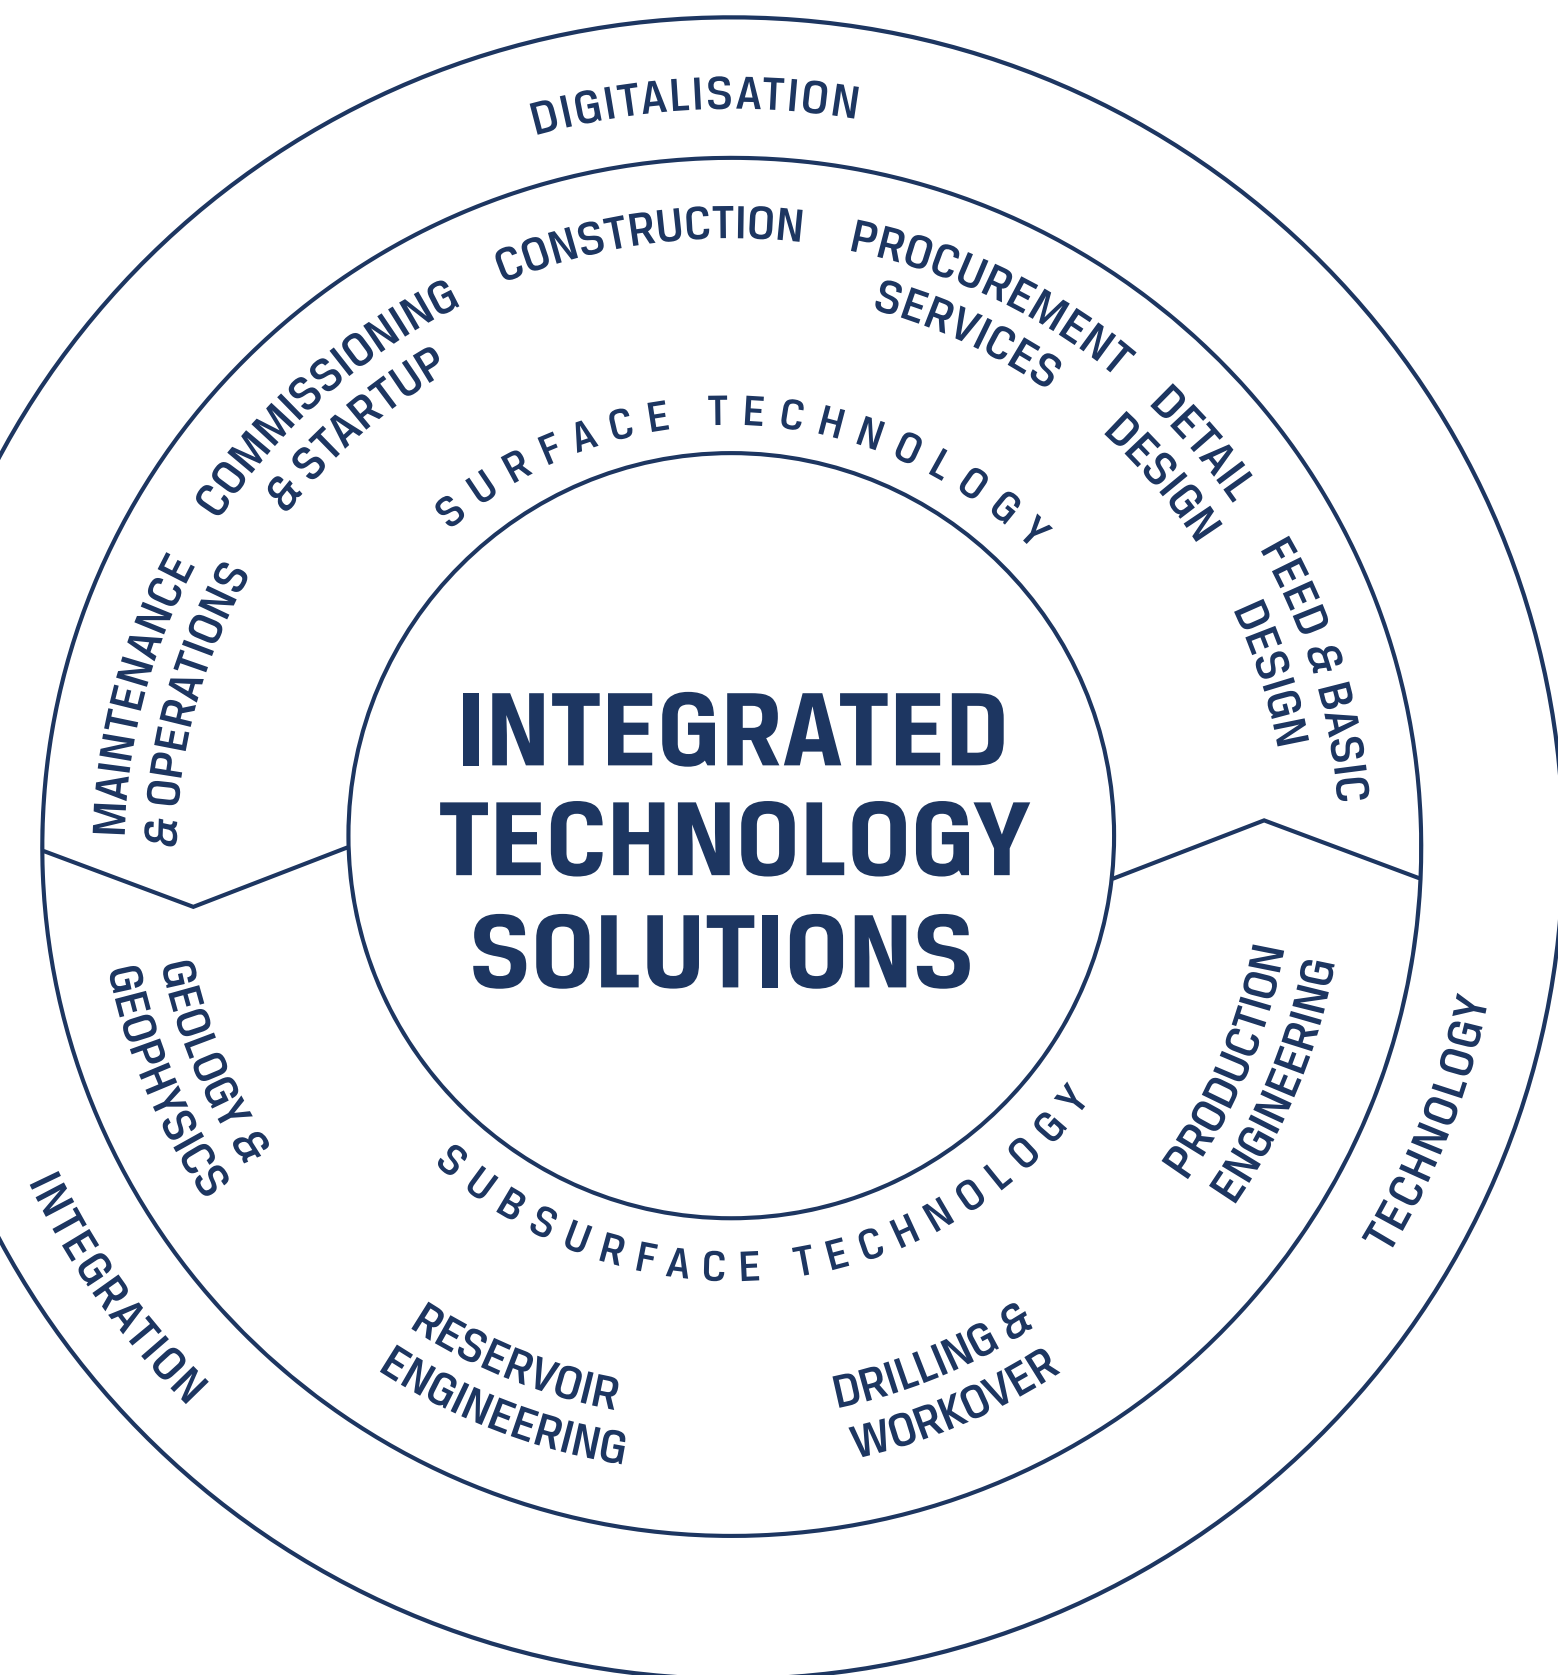 DIGITALISATION
CONSTRUCTION
PROCUREMENT
SERVICES
COMMISSIONING
& STARTUP
DETAIL
DESIGN
SURFACE TECHNOLOGY
MAINTENANCE
& OPERATIONS
FEED & BASIC
DESIGN
INTEGRATED
TECHNOLOGY
SOLUTIONS
GEOLOGY &
GEOPHYSICS
PRODUCTION
ENGINEERING
TECHNOLOGY
SUBSURFACE TECHNOLOGY
INTEGRATION
RESERVOIR
ENGINEERING
DRILLING &
WORKOVER